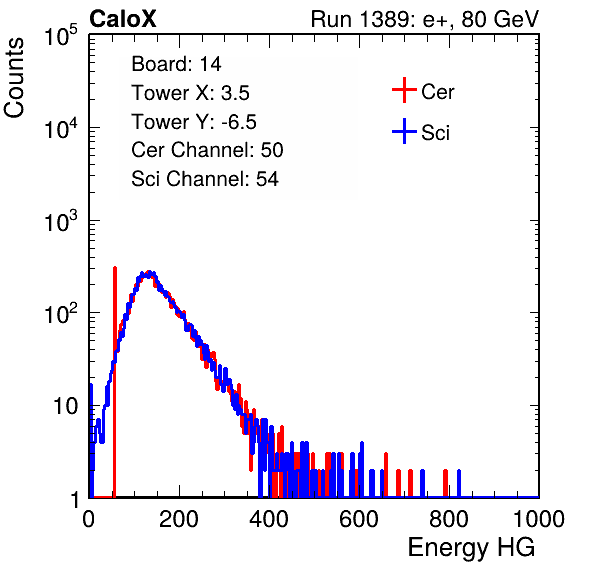 CaloX
Run 1389: e+, 80 GeV
Counts
Board: 14
Tower X: 3.5
Tower Y: -6.5
Cer Channel: 50
Sci Channel: 54
Cer
Sci
10^5
10^4
10^3
10^2
10
1
0 200 400 600 800 1000
Energy HG